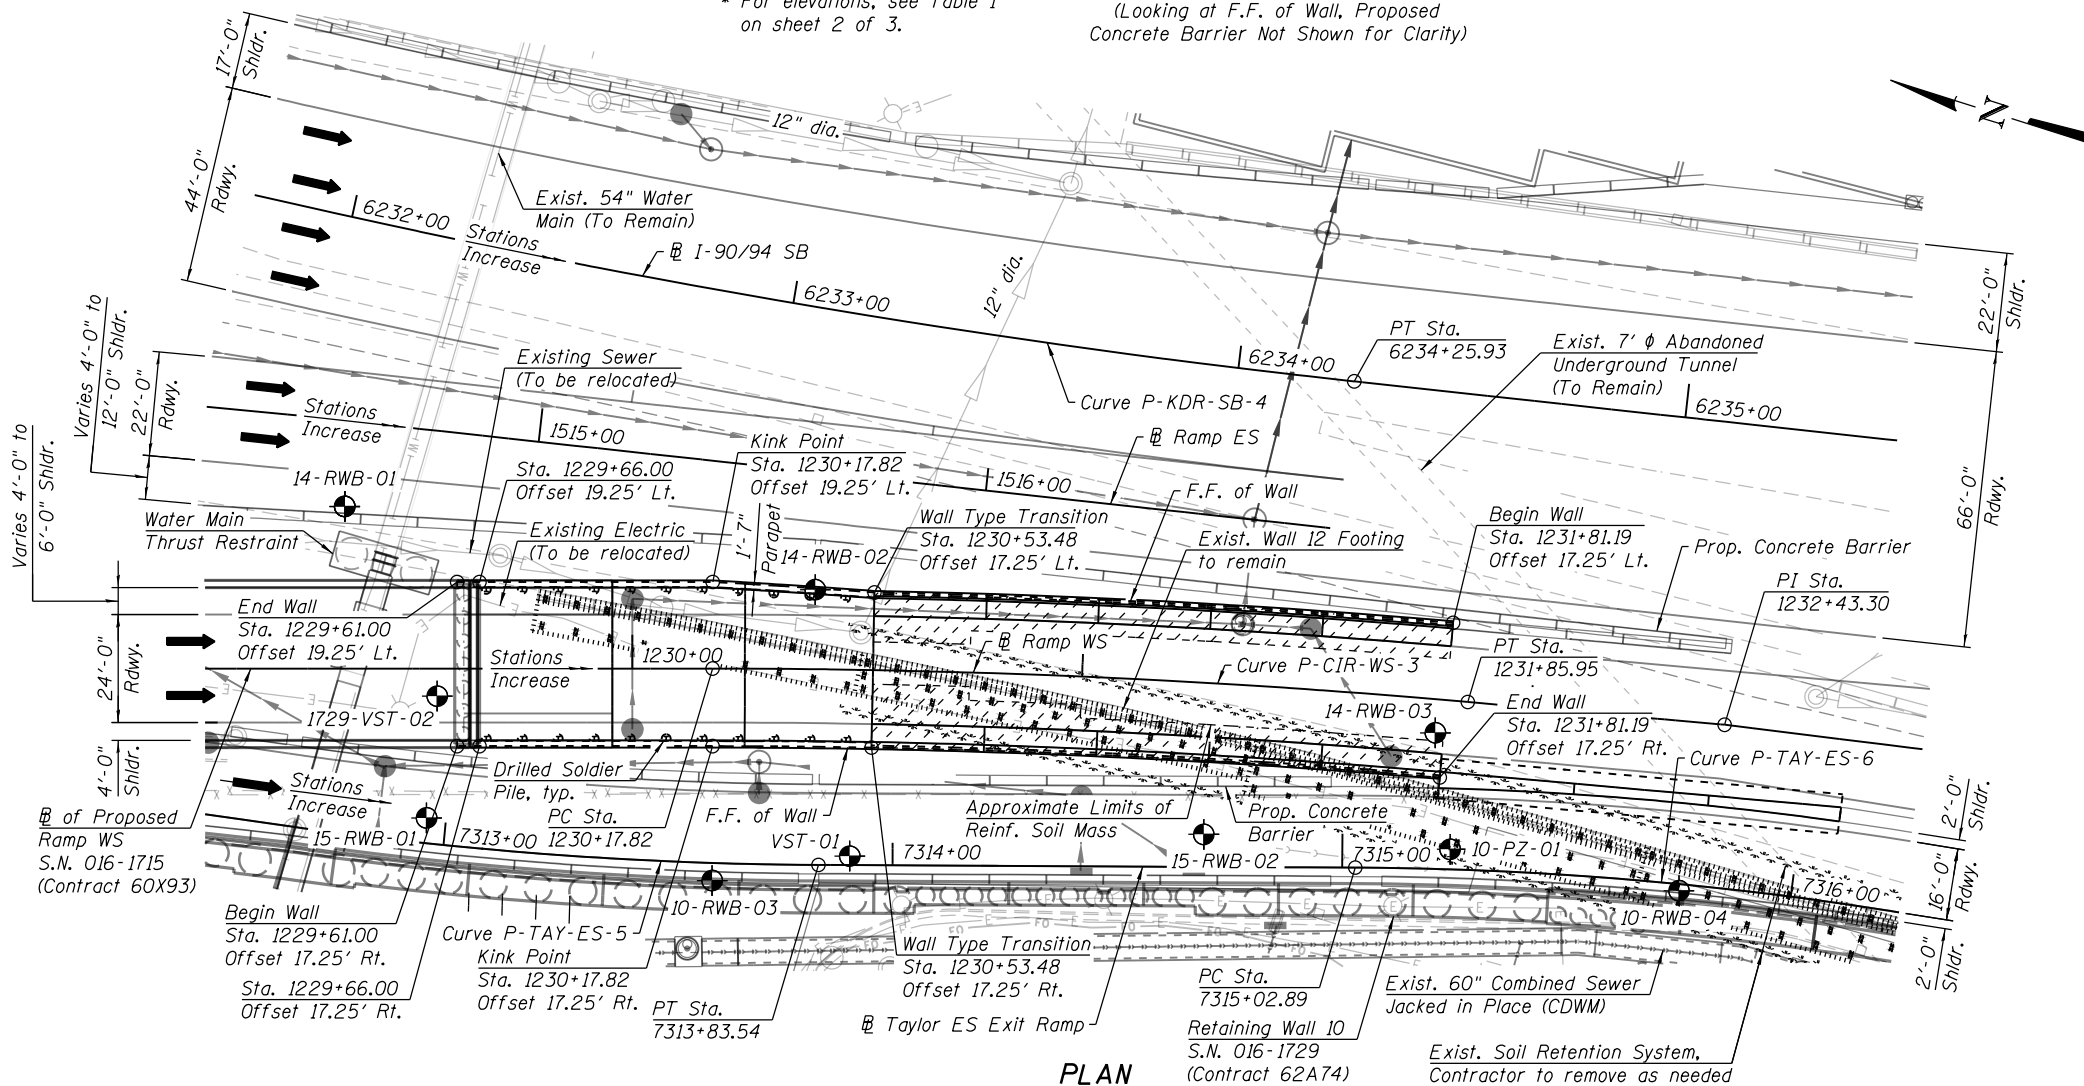 * For elevations, see Table 1
on sheet 2 of 3.
(Looking at F.F. of Wall, Proposed
Concrete Barrier Not Shown for Clarity)
17'-0"
Shldr.
44'-0"
Rdwy.
12" dia.
N
Exist. 54" Water
Main (To Remain)
6232+00
Stations
Increase
℄ I-90/94 SB
6233+00
12" dia.
6234+00
PT Sta.
6234+25.93
Exist. 7' ϕ Abandoned
Underground Tunnel
(To Remain)
6235+00
22'-0"
Shldr.
66'-0"
Rdwy.
Varies 4'-0" to
12'-0" Shldr.
22'-0"
Rdwy.
Varies 4'-0" to
6'-0" Shldr.
Existing Sewer
(To be relocated)
Stations
Increase
1515+00
Curve P-KDR-SB-4
℄ Ramp ES
1516+00
14-RWB-01
Sta. 1229+66.00
Offset 19.25' Lt.
Kink Point
Sta. 1230+17.82
Offset 19.25' Lt.
F.F. of Wall
Water Main
Thrust Restraint
Existing Electric
(To be relocated)
1'-7"
Parapet
14-RWB-02
Wall Type Transition
Sta. 1230+53.48
Offset 17.25' Lt.
Exist. Wall 12 Footing
to remain
Begin Wall
Sta. 1231+81.19
Offset 17.25' Lt.
Prop. Concrete Barrier
PI Sta.
1232+43.30
End Wall
Sta. 1229+61.00
Offset 19.25' Lt.
24'-0"
Rdwy.
4'-0"
Shldr.
Stations
Increase
1230+00
℄ Ramp WS
Curve P-CIR-WS-3
PT Sta.
1231+85.95
1729-VST-02
14-RWB-03
End Wall
Sta. 1231+81.19
Offset 17.25' Rt.
Curve P-TAY-ES-6
Stations
Increase
Drilled Soldier
Pile, typ.
PC Sta.
1230+17.82
F.F. of Wall
Approximate Limits of
Reinf. Soil Mass
Prop. Concrete
Barrier
2'-0"
Shldr.
16'-0"
Rdwy.
2'-0"
Shldr.
℄ of Proposed
Ramp WS
S.N. 016-1715
(Contract 60X93)
15-RWB-01
7313+00
VST-01
7314+00
15-RWB-02
7315+00
10-PZ-01
7316+00
10-RWB-03
10-RWB-04
Begin Wall
Sta. 1229+61.00
Offset 17.25' Rt.
Sta. 1229+66.00
Offset 17.25' Rt.
Curve P-TAY-ES-5
Kink Point
Sta. 1230+17.82
Offset 17.25' Rt.
PT Sta.
7313+83.54
Wall Type Transition
Sta. 1230+53.48
Offset 17.25' Rt.
℄ Taylor ES Exit Ramp
PC Sta.
7315+02.89
Retaining Wall 10
S.N. 016-1729
(Contract 62A74)
Exist. 60" Combined Sewer
Jacked in Place (CDWM)
Exist. Soil Retention System,
Contractor to remove as needed
PLAN